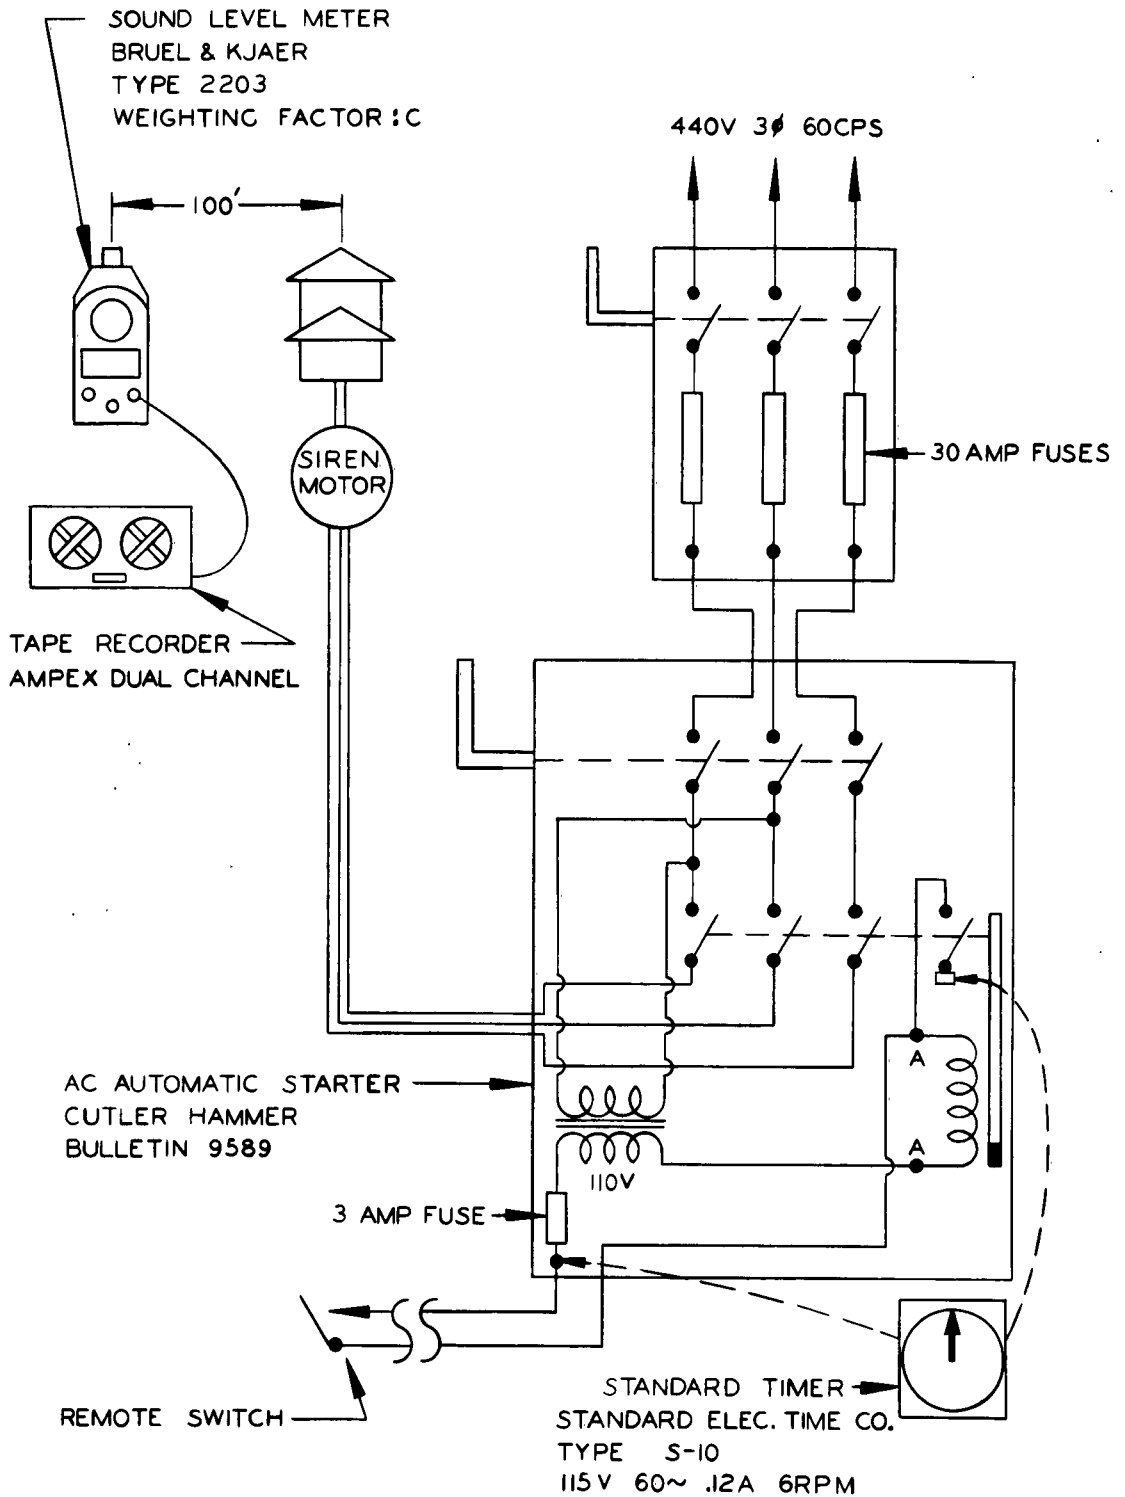 SOUND LEVEL METER
BRUEL & KJAER
TYPE 2203
WEIGHTING FACTOR : C
440V 3ø 60CPS
100'
30 AMP FUSES
SIREN
MOTOR
TAPE RECORDER
AMPEX DUAL CHANNEL
A
AC AUTOMATIC STARTER
CUTLER HAMMER
BULLETIN 9589
A
110V
3 AMP FUSE
REMOTE SWITCH
STANDARD TIMER
STANDARD ELEC. TIME CO.
TYPE S-10
115V 60~ .12A 6RPM